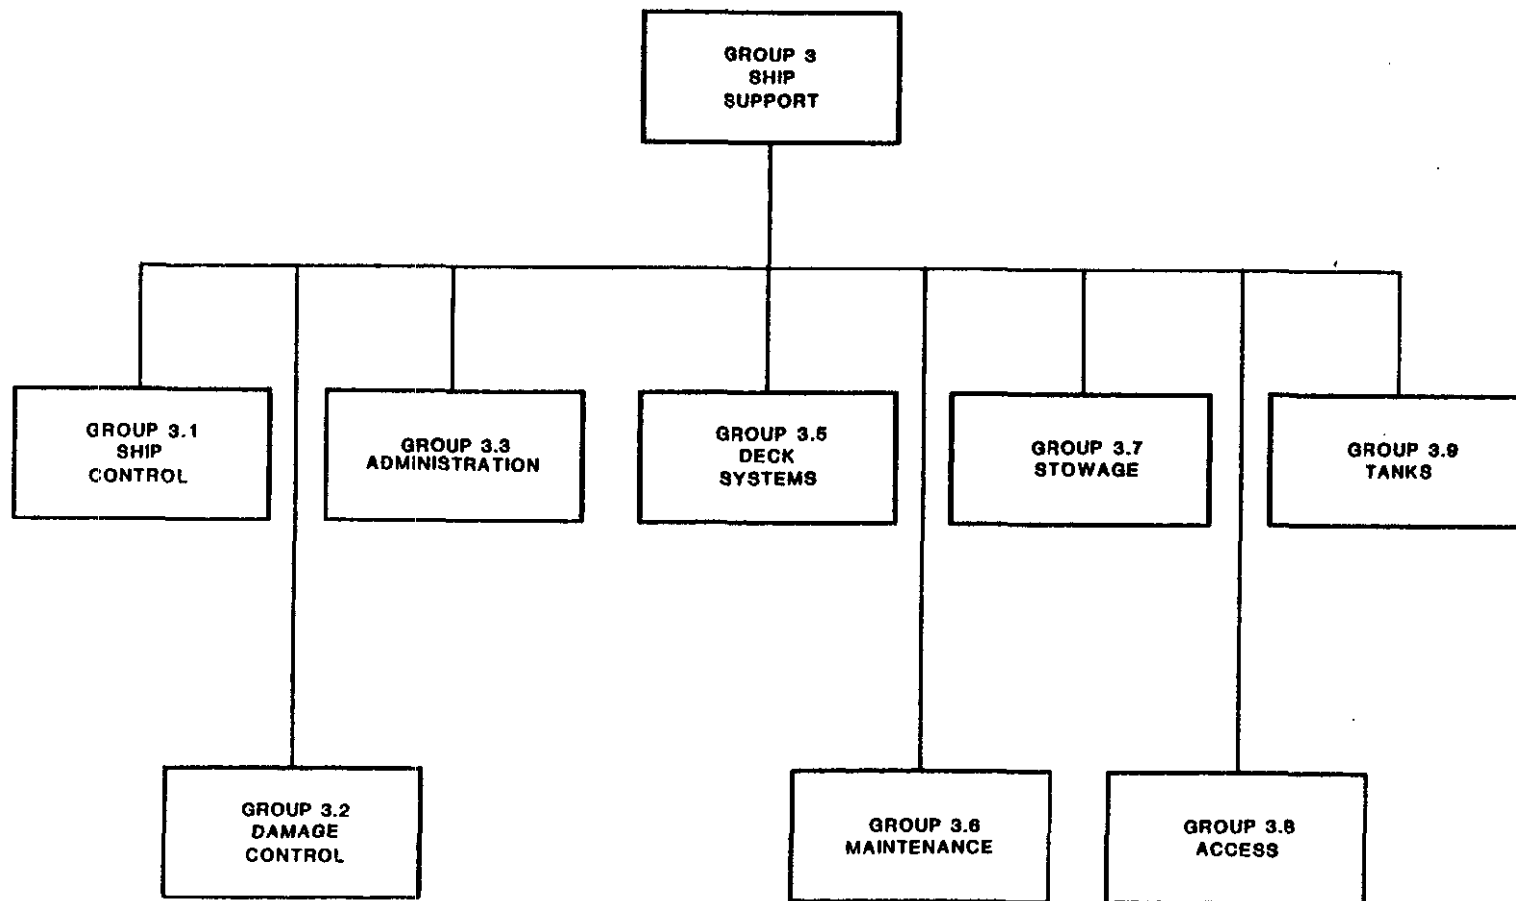 GROUP 3
SHIP
SUPPORT
GROUP 3.1
SHIP
CONTROL
GROUP 3.3
ADMINISTRATION
GROUP 3.5
DECK
SYSTEMS
GROUP 3.7
STOWAGE
GROUP 3.9
TANKS
GROUP 3.2
DAMAGE
CONTROL
GROUP 3.6
MAINTENANCE
GROUP 3.8
ACCESS